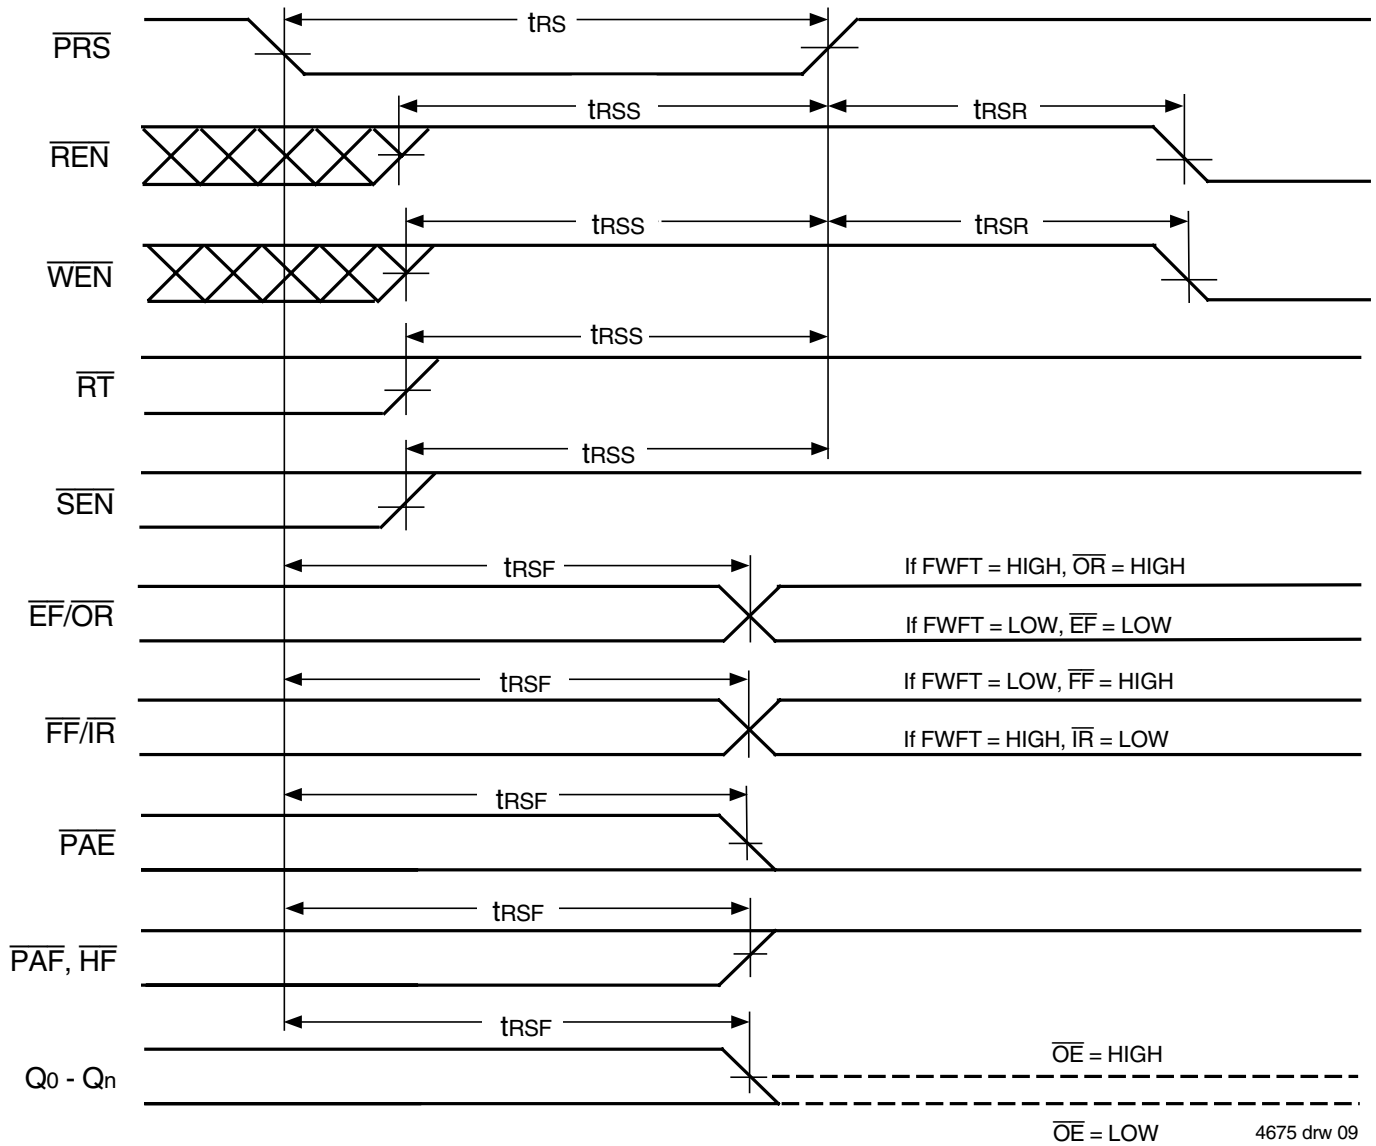 tRS
PRS
tRSS
tRSR
REN
tRSS
tRSR
WEN
tRSS
RT
tRSS
SEN
tRSF
If FWFT = HIGH, OR = HIGH
EF/OR
If FWFT = LOW, EF = LOW
tRSF
If FWFT = LOW, FF = HIGH
FF/IR
If FWFT = HIGH, IR = LOW
tRSF
PAE
tRSF
PAF, HF
tRSF
OE = HIGH
Q0 - Qn
OE = LOW
4675 drw 09